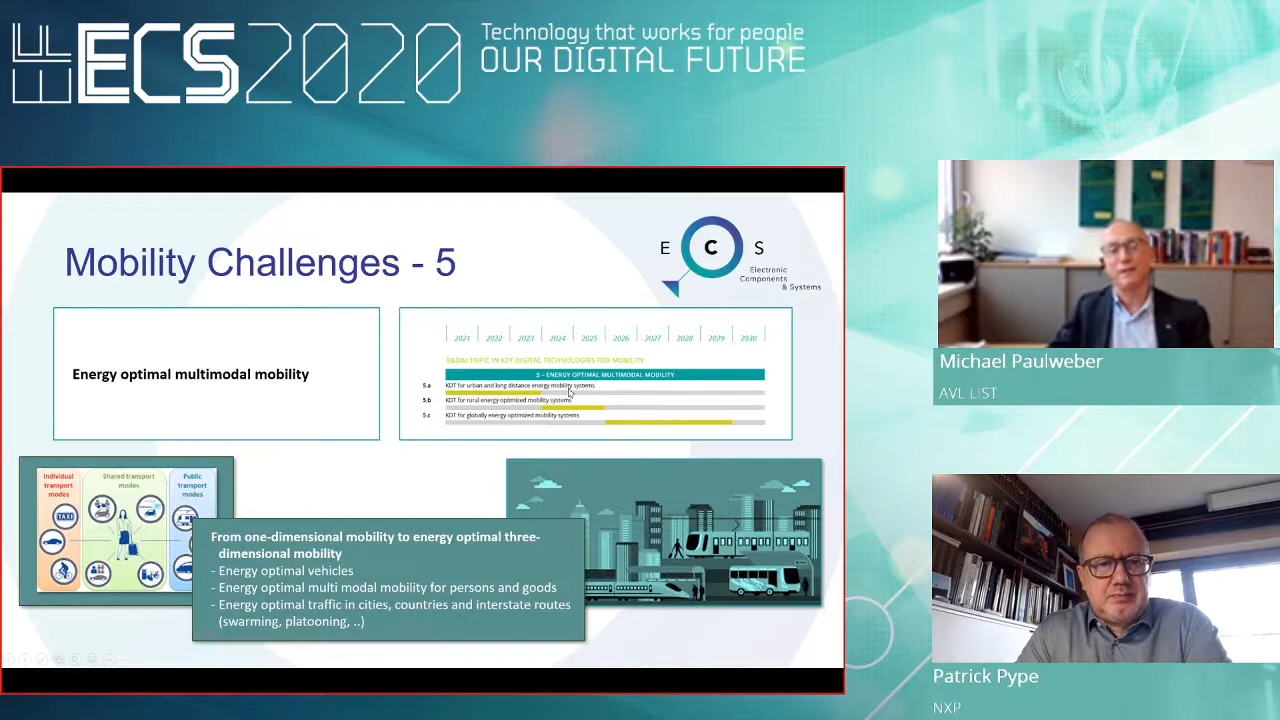 EF ECS 2020
Technology that works for people
OUR DIGITAL FUTURE
Mobility Challenges - 5
E C S
Electronic
Components
& Systems
Energy optimal multimodal mobility
2021 2022 2023 2024 2025 2026 2027 2028 2029 2030
R&D&I TOPIC IN KEY DIGITAL TECHNOLOGIES FOR MOBILITY
5 – ENERGY OPTIMAL MULTIMODAL MOBILITY
5.a KDT for urban and long distance energy mobility systems
5.b KDT for rural energy optimized mobility systems
5.c KDT for globally energy optimized mobility systems
Individual
transport
modes
Shared transport
modes
Public
transport
modes
TAXI
From one-dimensional mobility to energy optimal three-
dimensional mobility
- Energy optimal vehicles
- Energy optimal multi modal mobility for persons and goods
- Energy optimal traffic in cities, countries and interstate routes
(swarming, platooning, ..)
Michael Paulweber
AVL LIST
Patrick Pype
NXP